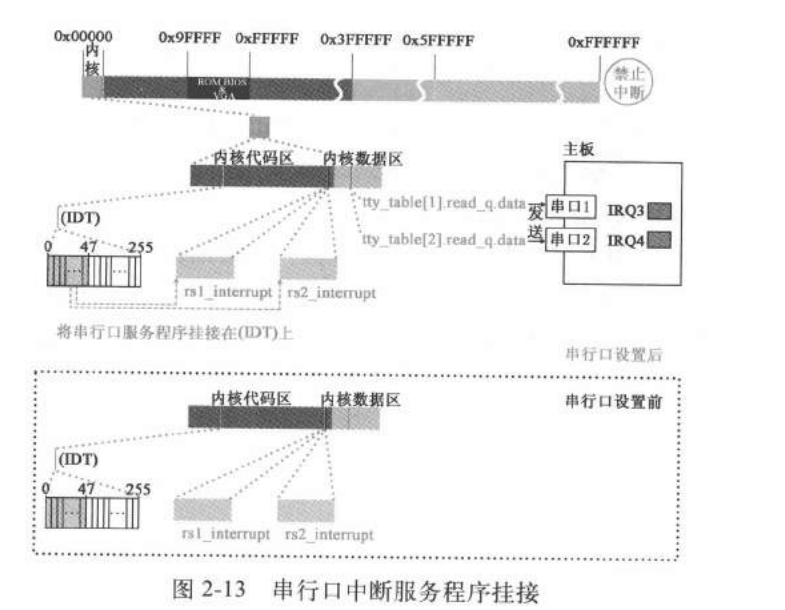 0x00000 0x9FFFF 0xFFFFF 0x3FFFFF 0x5FFFFF 0xFFFFFF
内核
ROM BIOS & VGA
禁止中断
内核代码区 内核数据区 主板
tty_table[1].read_q.data 发送 串口1 IRQ3
(IDT)
tty_table[2].read_q.data 串口2 IRQ4
0 47 255
rs1_interrupt rs2_interrupt
将串行口服务程序挂接在(IDT)上
串行口设置后
内核代码区 内核数据区 串行口设置前
(IDT)
0 47 255
rs1_interrupt rs2_interrupt
图 2-13 串行口中断服务程序挂接